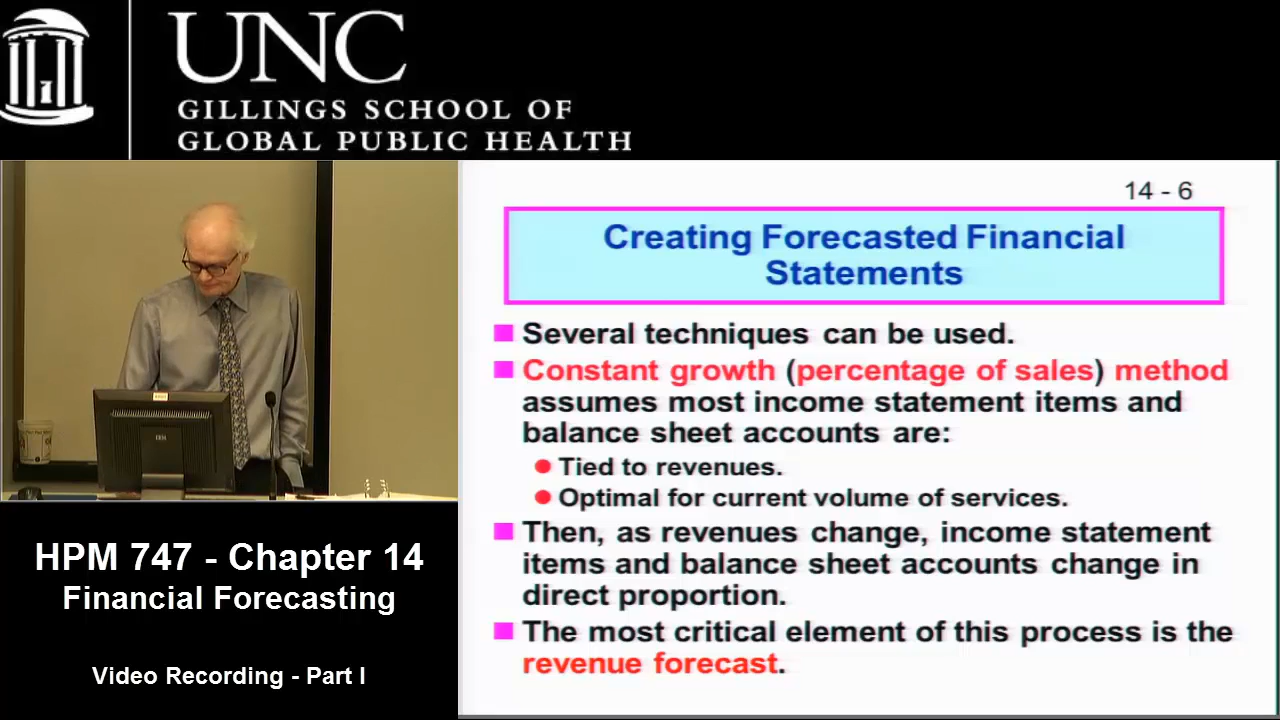 UNC
GILLINGS SCHOOL OF
GLOBAL PUBLIC HEALTH
14 - 6
Creating Forecasted Financial
Statements
Several techniques can be used.
Constant growth (percentage of sales) method
assumes most income statement items and
balance sheet accounts are:
Tied to revenues.
Optimal for current volume of services.
Then, as revenues change, income statement
items and balance sheet accounts change in
direct proportion.
The most critical element of this process is the
revenue forecast.
IBM
HPM 747 - Chapter 14
Financial Forecasting
Video Recording - Part I